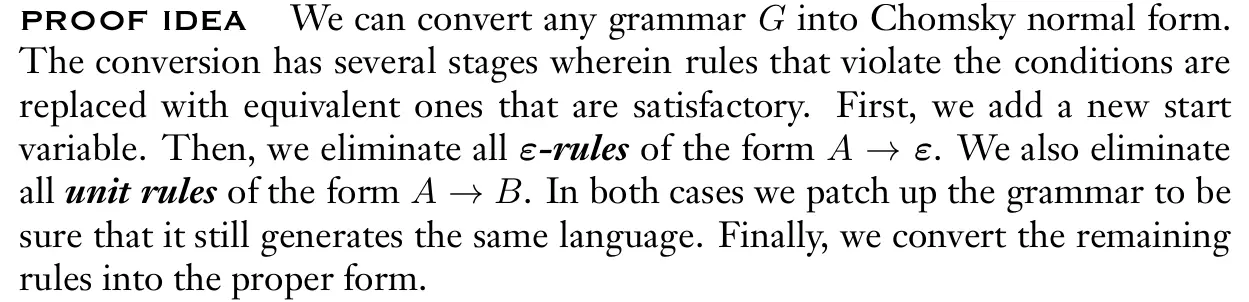 PROOF IDEA We can convert any grammar G into Chomsky normal form.
The conversion has several stages wherein rules that violate the conditions are
replaced with equivalent ones that are satisfactory. First, we add a new start
variable. Then, we eliminate all ε-rules of the form A → ε. We also eliminate
all unit rules of the form A → B. In both cases we patch up the grammar to be
sure that it still generates the same language. Finally, we convert the remaining
rules into the proper form.